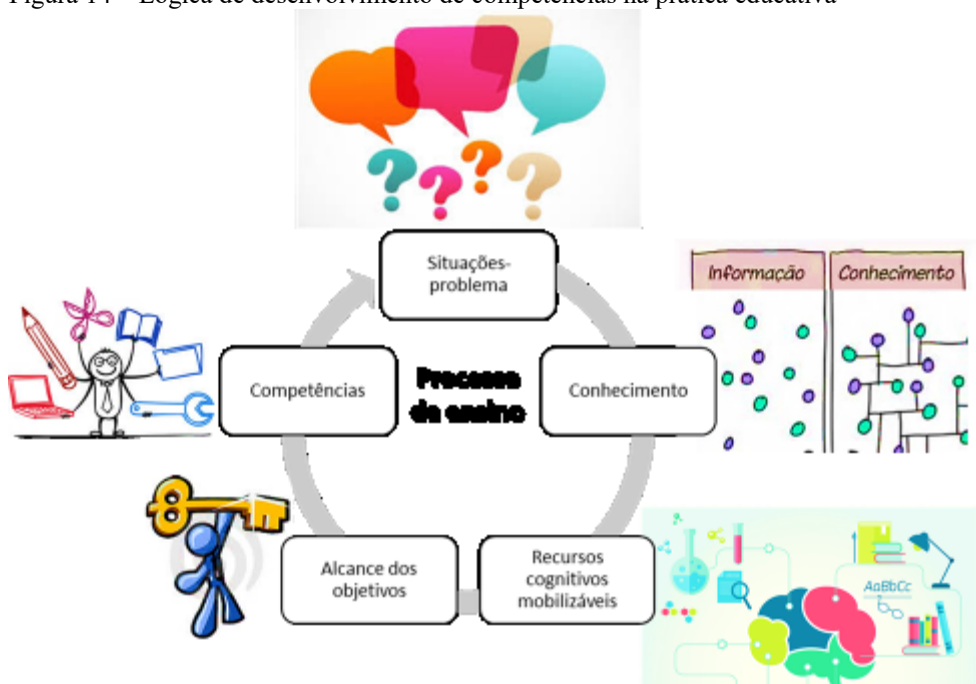 Figura 14 – Lógica de desenvolvimento de competências na prática educativa
Situações-
problema
Informação
Conhecimento
Competências
Processo
de ensino
Conhecimento
Alcance dos
objetivos
Recursos
cognitivos
mobilizáveis
AaBbCc